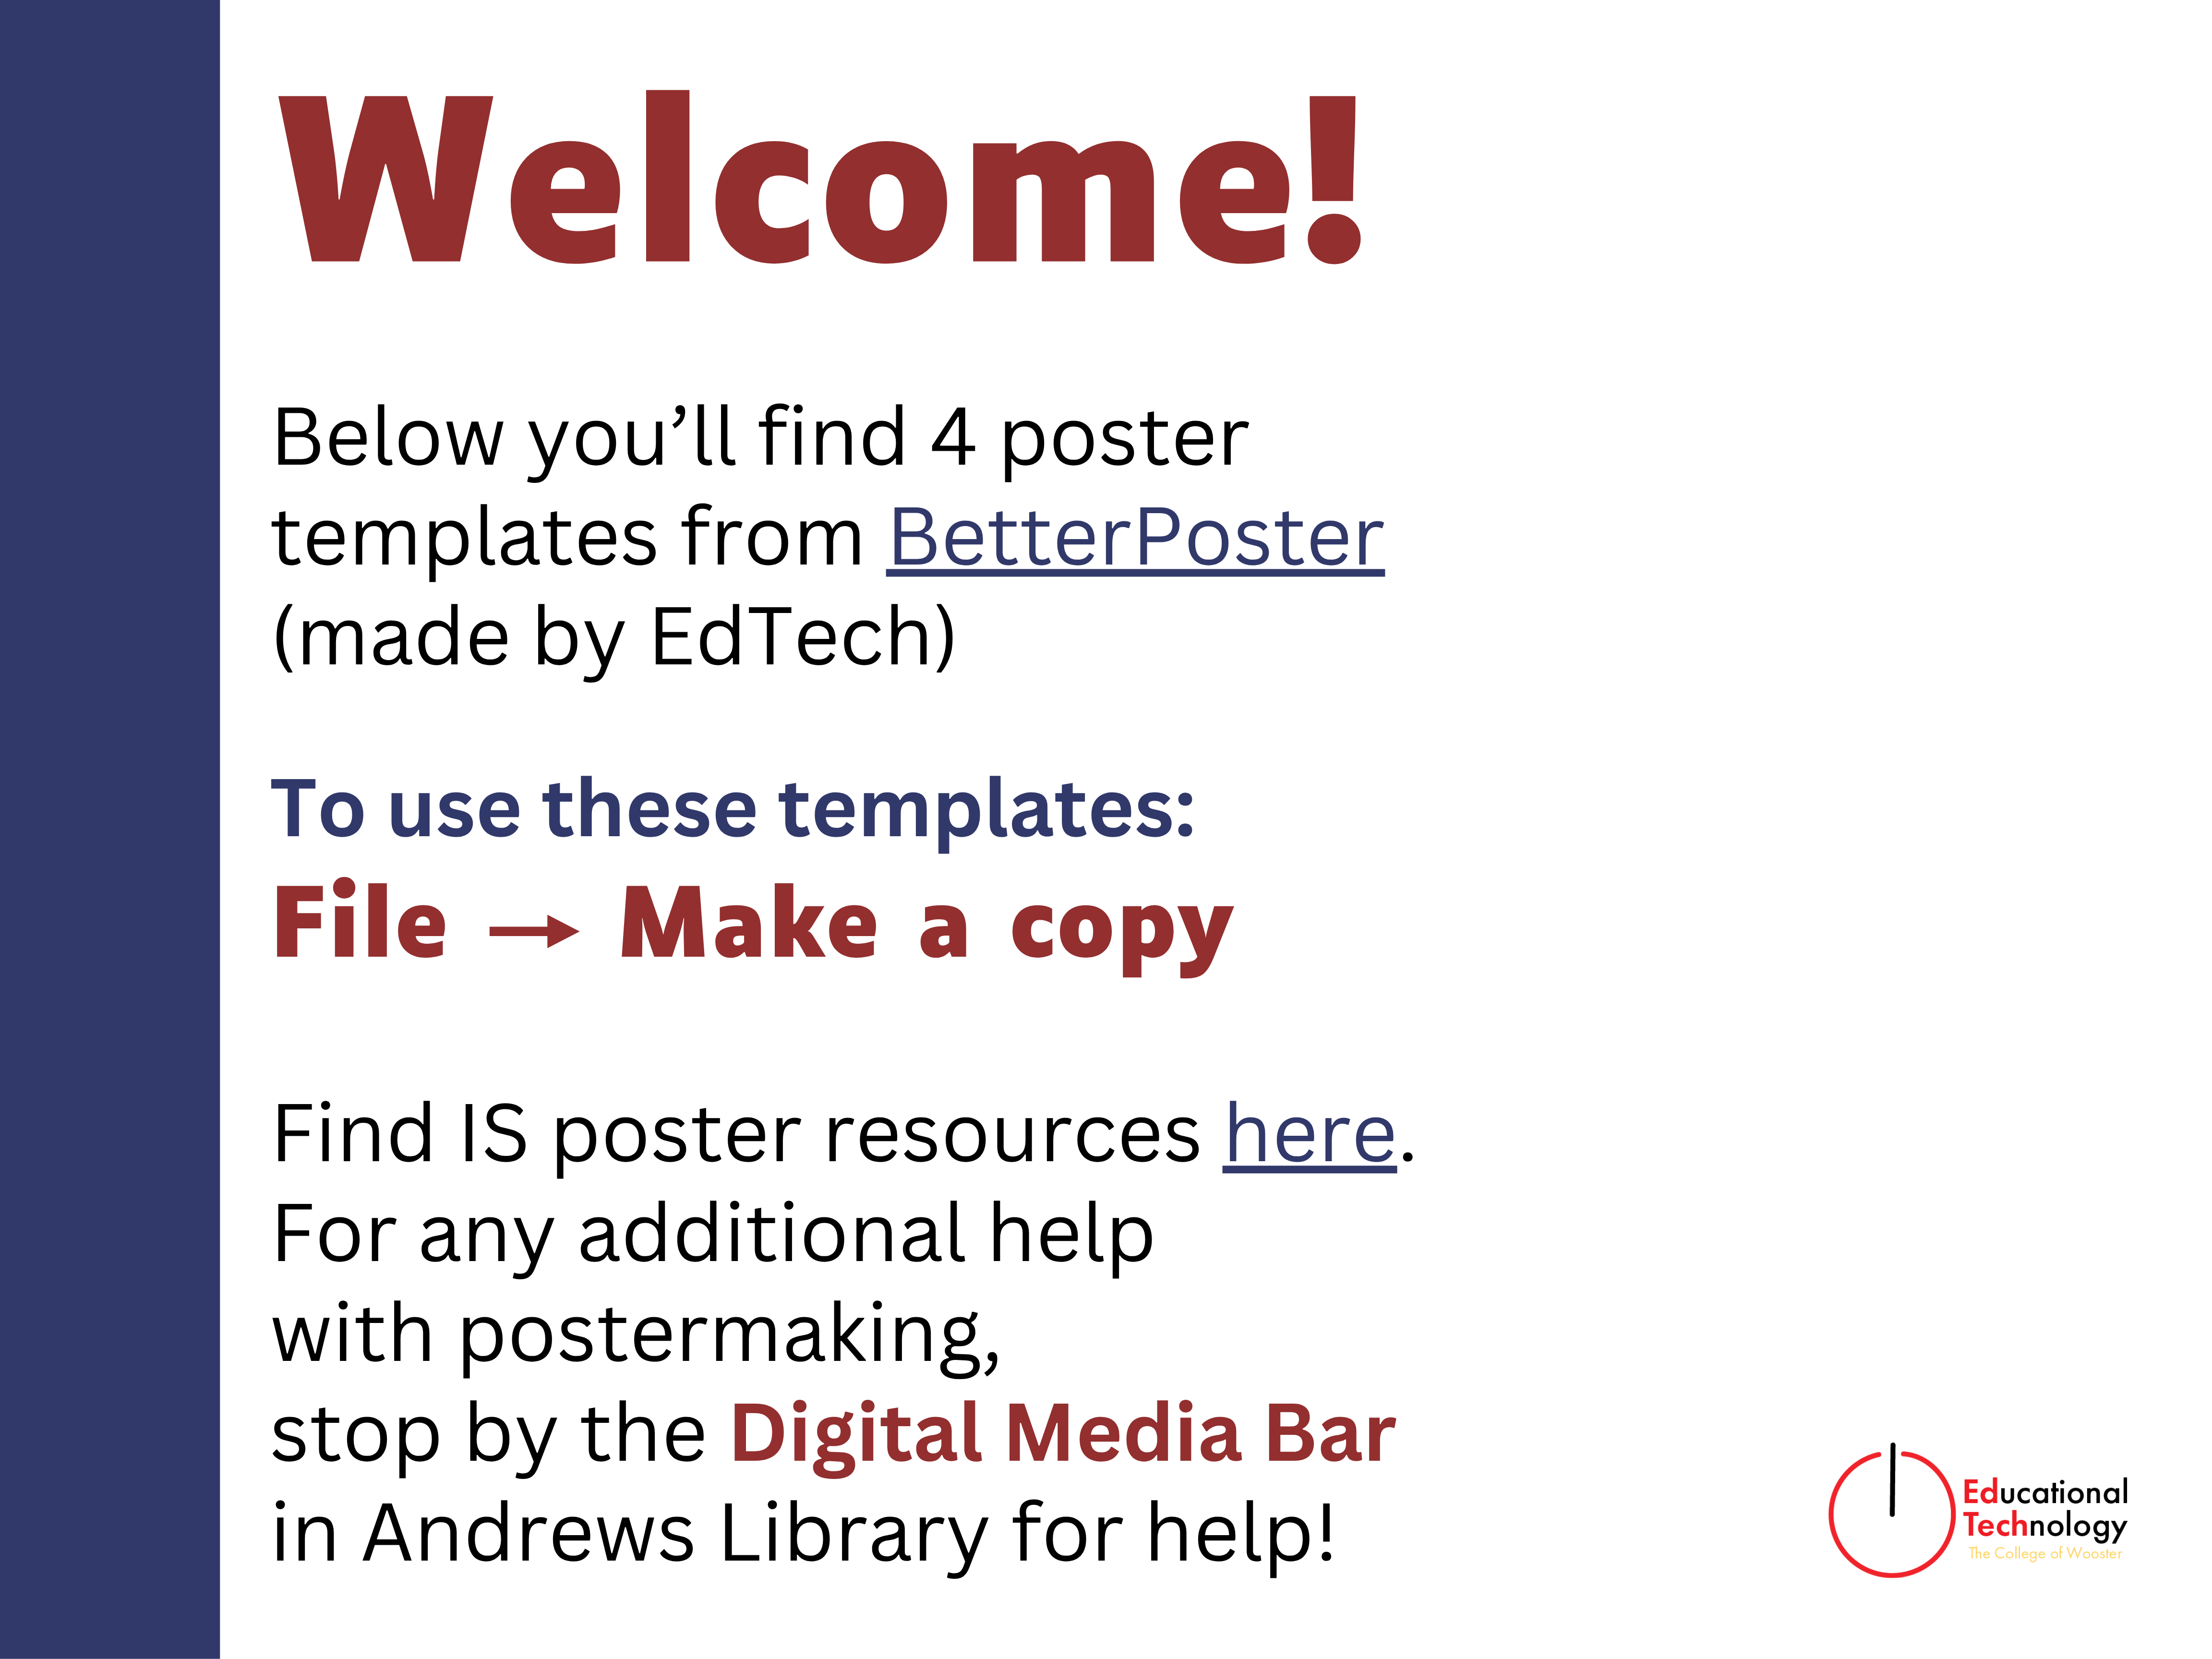 Welcome!
Below you’ll find 4 poster
templates from BetterPoster
(made by EdTech)
To use these templates:
File → Make a copy
Find IS poster resources here.
For any additional help
with postermaking,
stop by the Digital Media Bar
in Andrews Library for help!
Educational
Technology
The College of Wooster